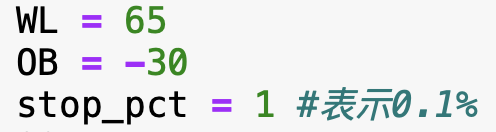 WL = 65
OB = -30
stop_pct = 1 #表示0.1%